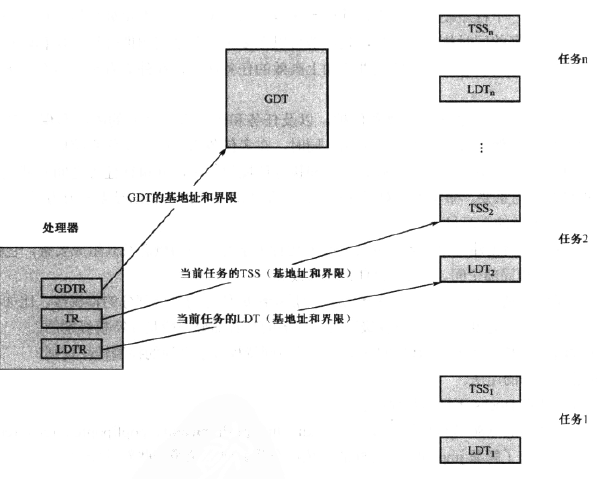 TSSₙ
任务n
LDTₙ
GDT
⋮
GDT的基地址和界限
TSS₂
处理器
任务2
当前任务的TSS（基地址和界限）
LDT₂
GDTR
TR
当前任务的LDT（基地址和界限）
LDTR
TSS₁
任务1
LDT₁